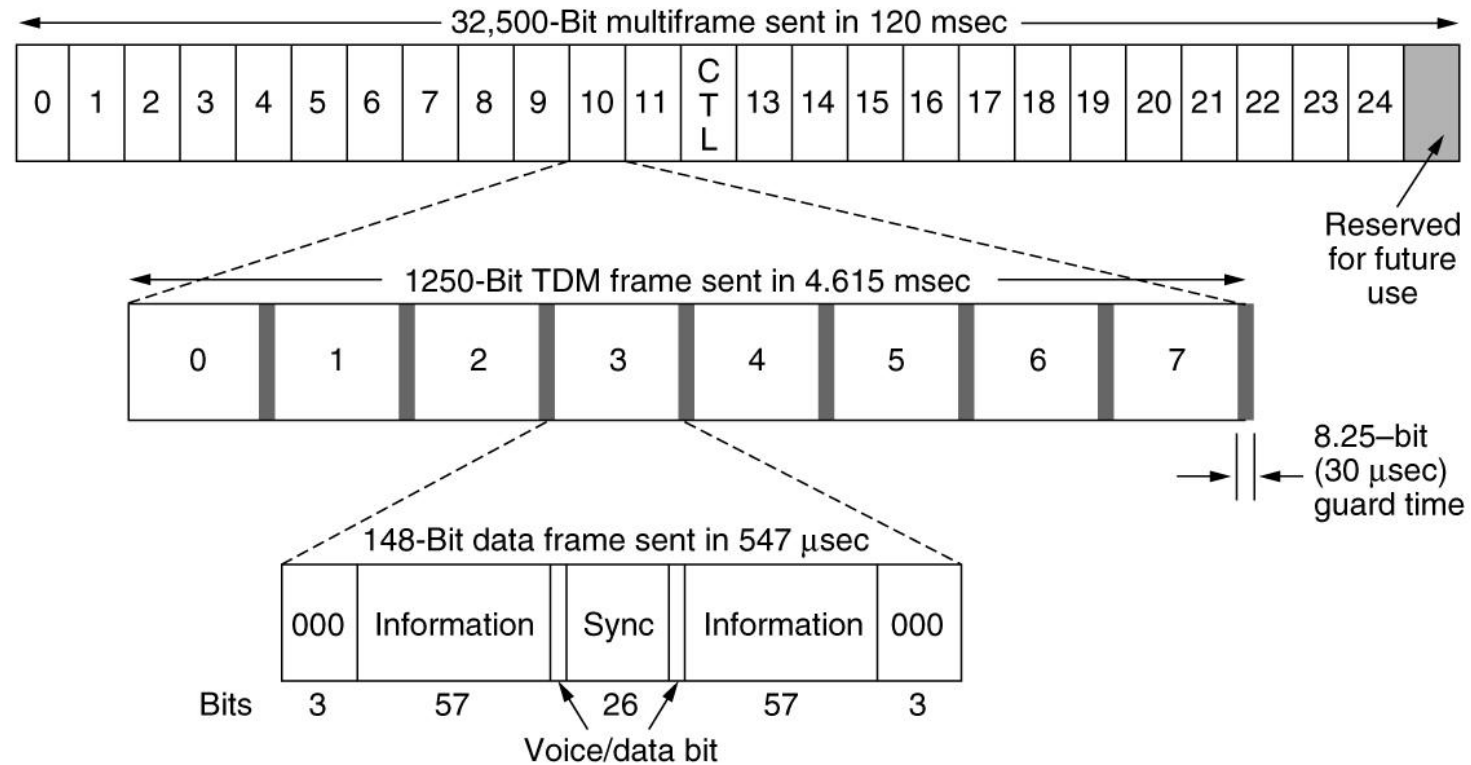 32,500-Bit multiframe sent in 120 msec
0 1 2 3 4 5 6 7 8 9 10 11 C T L 13 14 15 16 17 18 19 20 21 22 23 24
Reserved
for future
use
1250-Bit TDM frame sent in 4.615 msec
0 1 2 3 4 5 6 7
8.25–bit
(30 μsec)
guard time
148-Bit data frame sent in 547 μsec
000 Information Sync Information 000
Bits 3 57 26 57 3
Voice/data bit